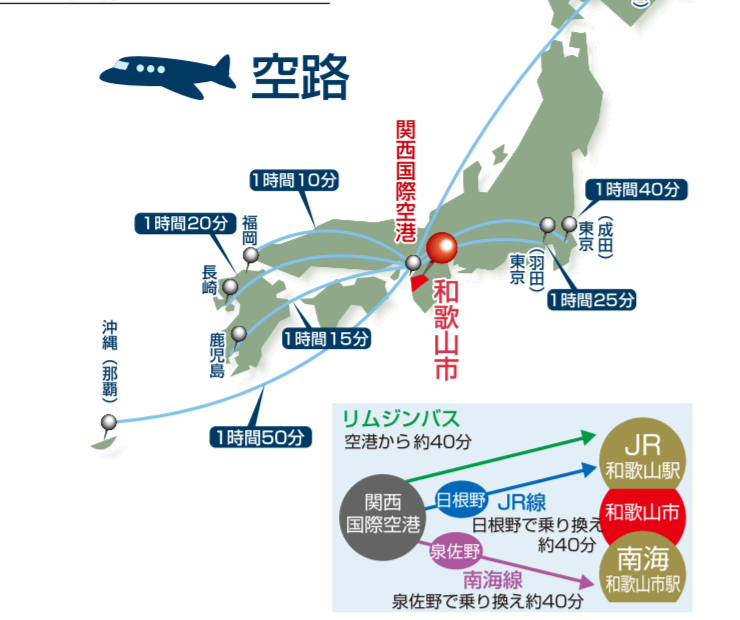 空路
関西国際空港
1時間10分
1時間40分
1時間20分
福岡
東京（成田）
東京（羽田）
長崎
和歌山市
1時間25分
沖縄（那覇）
鹿児島
1時間15分
1時間50分
リムジンバス
空港から 約40分
JR
和歌山駅
関西
国際空港
日根野
JR線
日根野で乗り換え
約40分
和歌山市
泉佐野
南海線
泉佐野で乗り換え約40分
南海
和歌山市駅